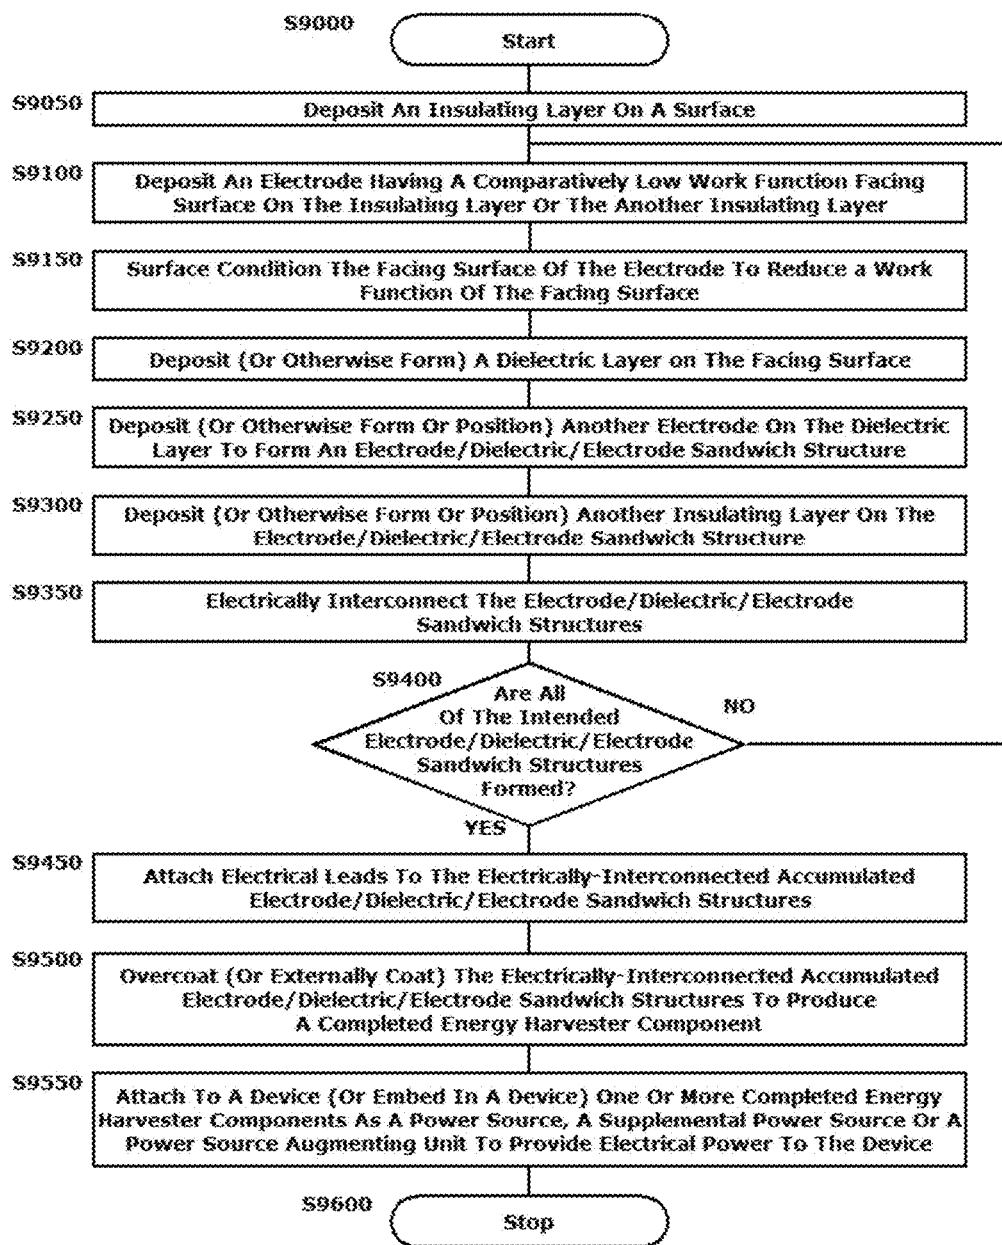 S9000
Start
S9050
Deposit An Insulating Layer On A Surface
S9100
Deposit An Electrode Having A Comparatively Low Work Function Facing
Surface On The Insulating Layer Or The Another Insulating Layer
S9150
Surface Condition The Facing Surface Of The Electrode To Reduce a Work
Function Of The Facing Surface
S9200
Deposit (Or Otherwise Form) A Dielectric Layer on The Facing Surface
S9250
Deposit (Or Otherwise Form Or Position) Another Electrode On The Dielectric
Layer To Form An Electrode/Dielectric/Electrode Sandwich Structure
S9300
Deposit (Or Otherwise Form Or Position) Another Insulating Layer On The
Electrode/Dielectric/Electrode Sandwich Structure
S9350
Electrically Interconnect The Electrode/Dielectric/Electrode
Sandwich Structures
S9400
Are All
Of The Intended
Electrode/Dielectric/Electrode
Sandwich Structures
Formed?
NO
YES
S9450
Attach Electrical Leads To The Electrically-Interconnected Accumulated
Electrode/Dielectric/Electrode Sandwich Structures
S9500
Overcoat (Or Externally Coat) The Electrically-Interconnected Accumulated
Electrode/Dielectric/Electrode Sandwich Structures To Produce
A Completed Energy Harvester Component
S9550
Attach To A Device (Or Embed In A Device) One Or More Completed Energy
Harvester Components As A Power Source, A Supplemental Power Source Or A
Power Source Augmenting Unit To Provide Electrical Power To The Device
S9600
Stop